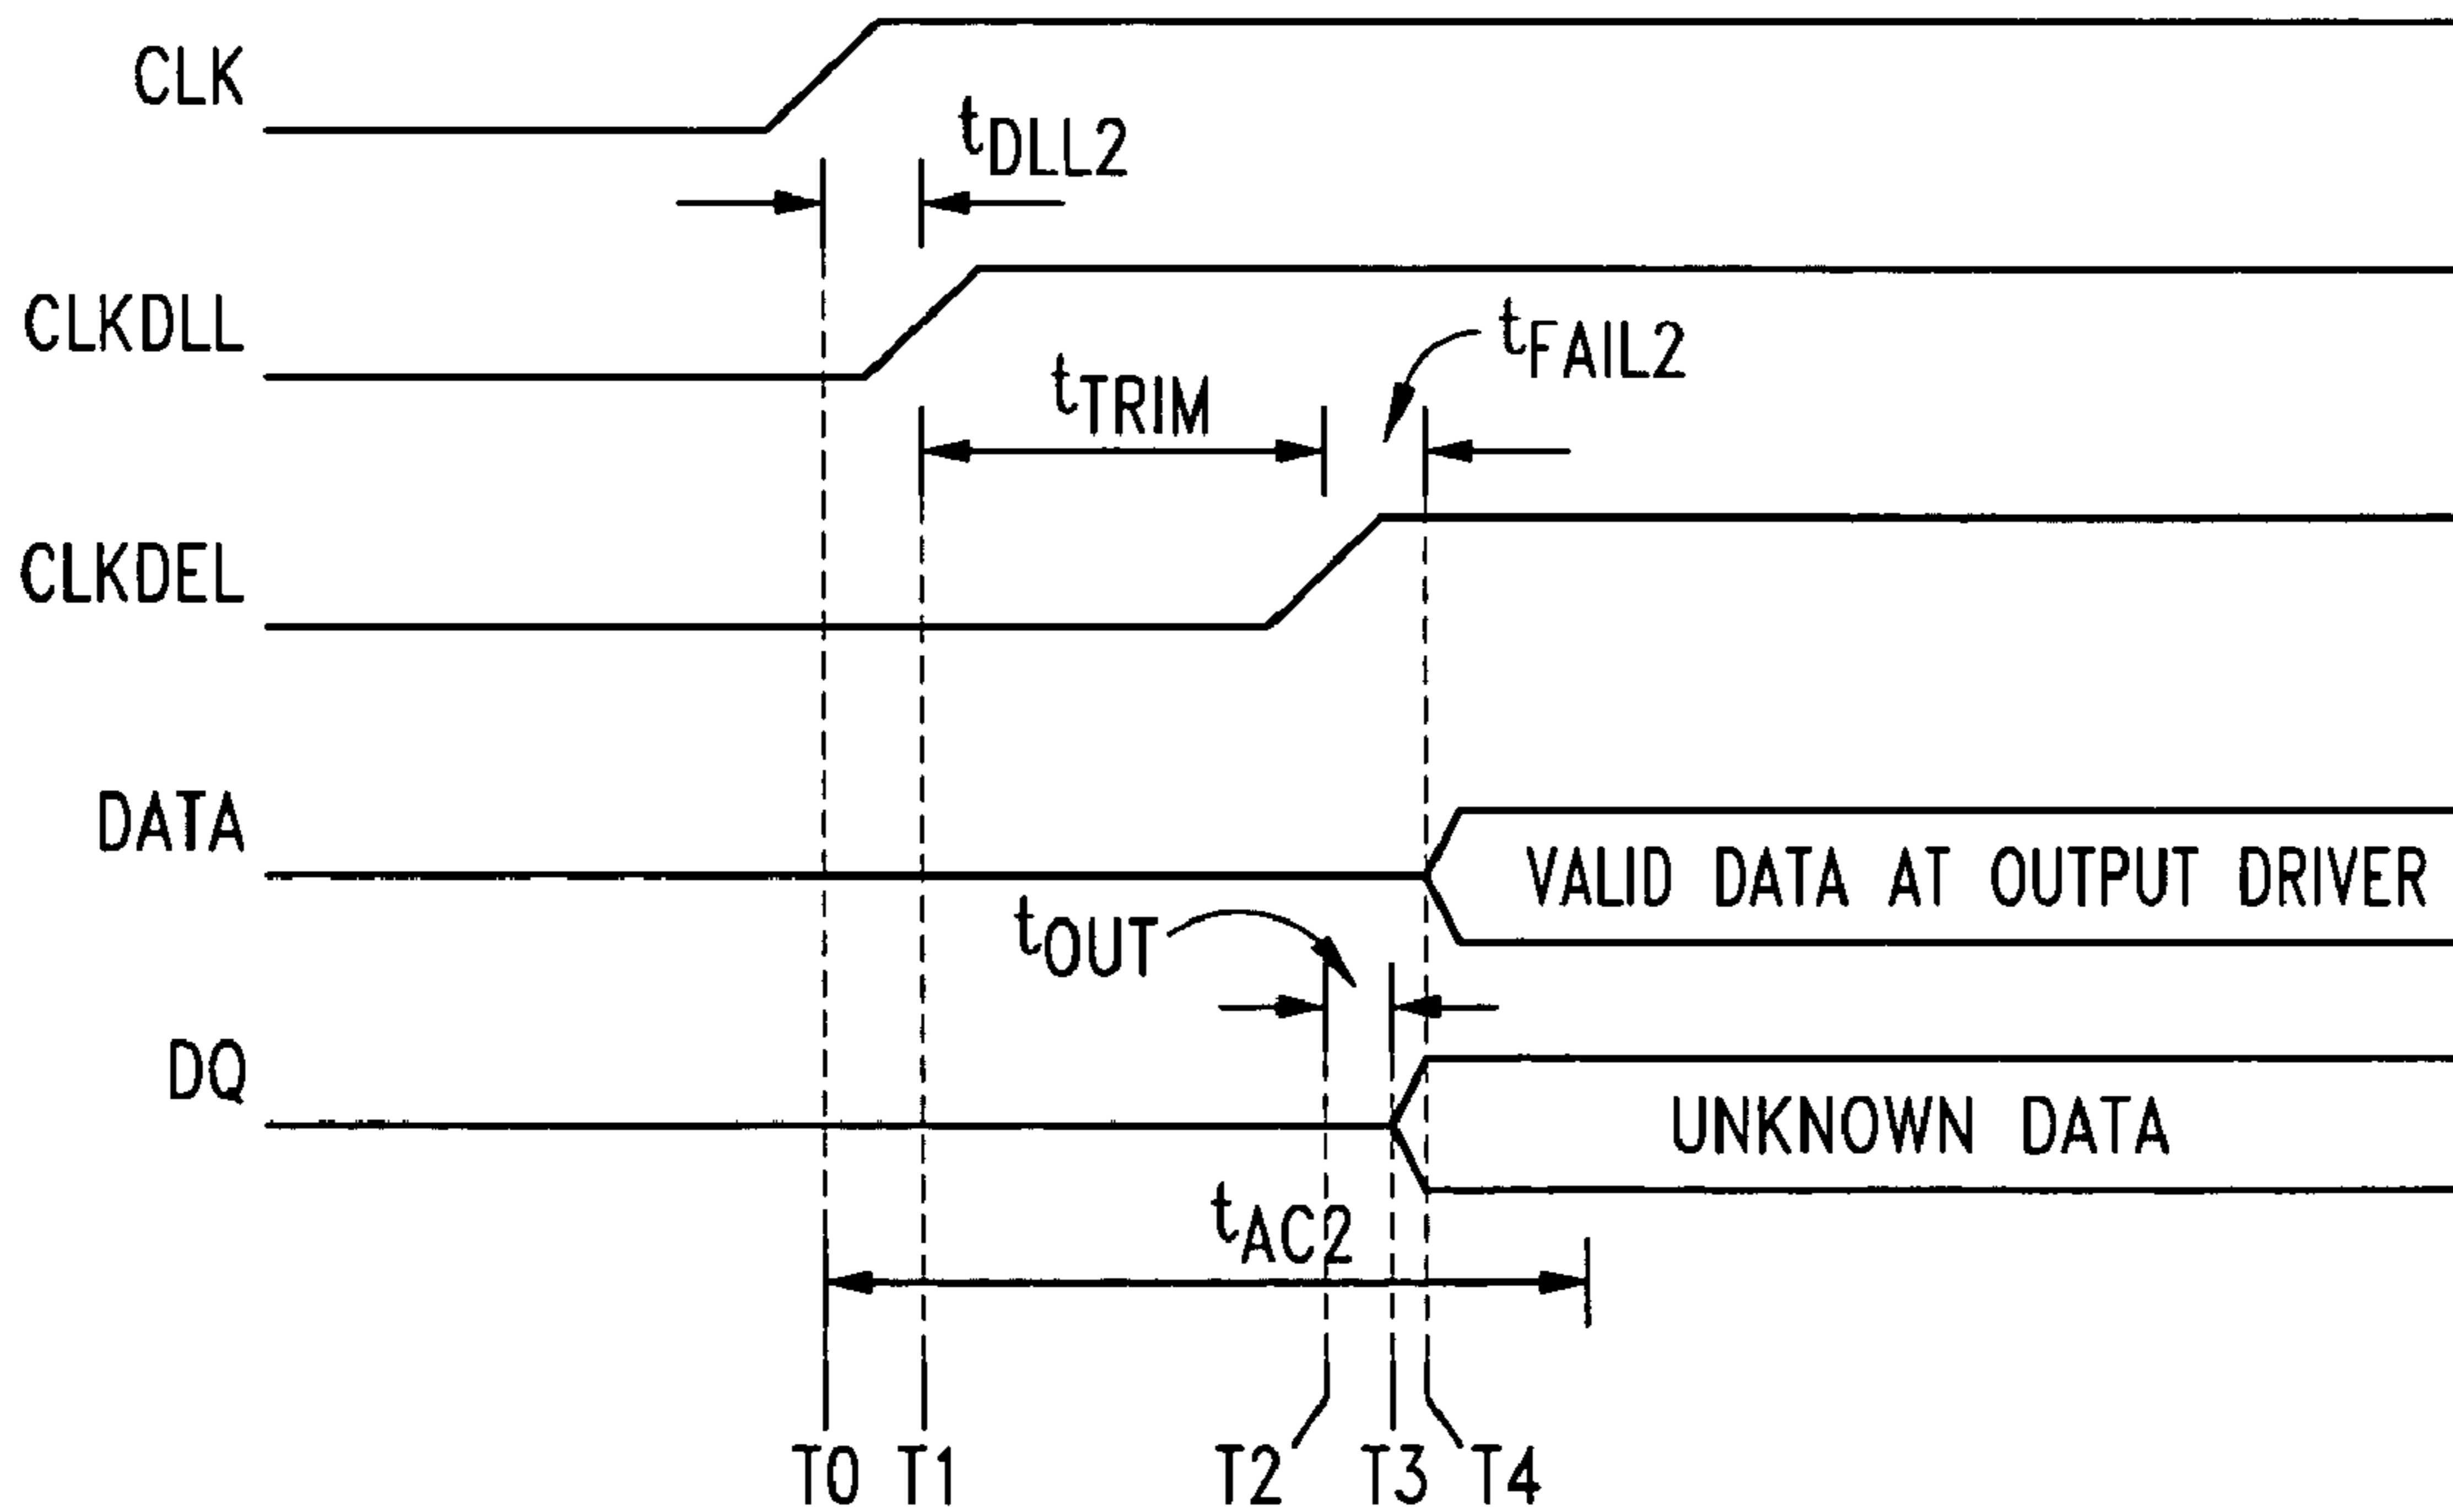 CLK
tDLL2
CLKDLL
tFAIL2
tTRIM
CLKDEL
DATA
VALID DATA AT OUTPUT DRIVER
tOUT
DQ
UNKNOWN DATA
tAC2
T0 T1 T2 T3 T4